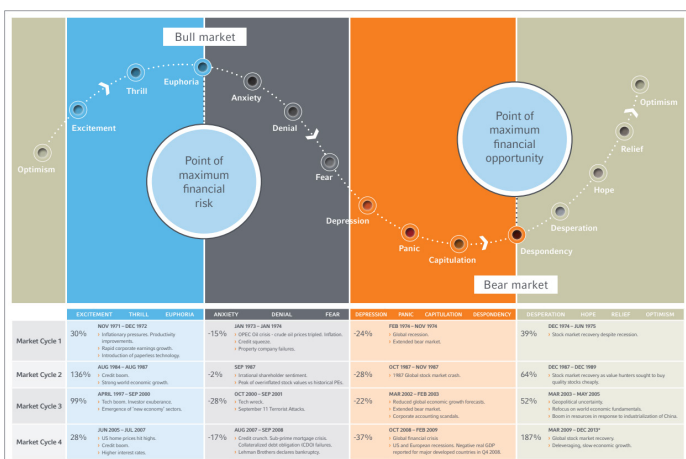 Bull market
Euphoria
Thrill
Anxiety
Optimism
Excitement
Denial
Point of
maximum
financial
opportunity
Relief
Optimism
Point of
maximum
financial
risk
Fear
Hope
Depression
Desperation
Panic
Capitulation
Despondency
Bear market
EXCITEMENT THRILL EUPHORIA
ANXIETY DENIAL FEAR
DEPRESSION PANIC CAPITULATION DESPONDENCY
DESPERATION HOPE RELIEF OPTIMISM
Market Cycle 1
30%
NOV 1971 – DEC 1972
› Inflationary pressures. Productivity
improvements.
› Rapid corporate earnings growth.
› Introduction of paperless technology.
-15%
JAN 1973 – JAN 1974
› OPEC Oil crisis - crude oil prices tripled. inflation.
› Credit squeeze.
› Property company failures.
-24%
FEB 1974 – NOV 1974
› Global recession.
› Extended bear market.
39%
DEC 1974 – JUN 1975
› Stock market recovery despite recession.
Market Cycle 2
136%
AUG 1984 – AUG 1987
› Credit boom.
› Strong world economic growth.
-2%
SEP 1987
› Irrational shareholder sentiment.
› Peak of overinflated stock values vs historical PEs.
-28%
OCT 1987 – NOV 1987
› 1987 Global stock market crash.
64%
DEC 1987 – DEC 1989
› Stock market recovery as value hunters sought to buy
quality stocks cheaply.
Market Cycle 3
99%
APRIL 1997 – SEP 2000
› Tech boom. Investor exuberance.
› Emergence of "new economy" sectors.
-28%
OCT 2000 – SEP 2001
› Tech wreck.
› September 11 Terrorist Attacks.
-22%
MAR 2002 – FEB 2003
› Reduced global economic growth forecasts.
› Extended bear market.
› Corporate accounting scandals.
52%
MAR 2003 – MAY 2005
› Geopolitical uncertainty.
› Refocus on world economic fundamentals.
› Boom in resources in response to industrialization of China.
Market Cycle 4
28%
JUN 2005 – JUL 2007
› US home prices hit highs.
› Credit boom.
› Higher interest rates.
-17%
AUG 2007 – SEP 2008
› Credit crunch. Sub-prime mortgage crisis.
Collateralized debt obligation (CDO) failures.
› Lehman Brothers declares bankruptcy.
-37%
OCT 2008 – FEB 2009
› Global financial crisis
› US and European recessions. Negative real GDP
reported for major developed countries in Q4 2008.
187%
MAR 2009 – DEC 2013*
› Global stock market recovery.
› Deleveraging, slow economic growth.